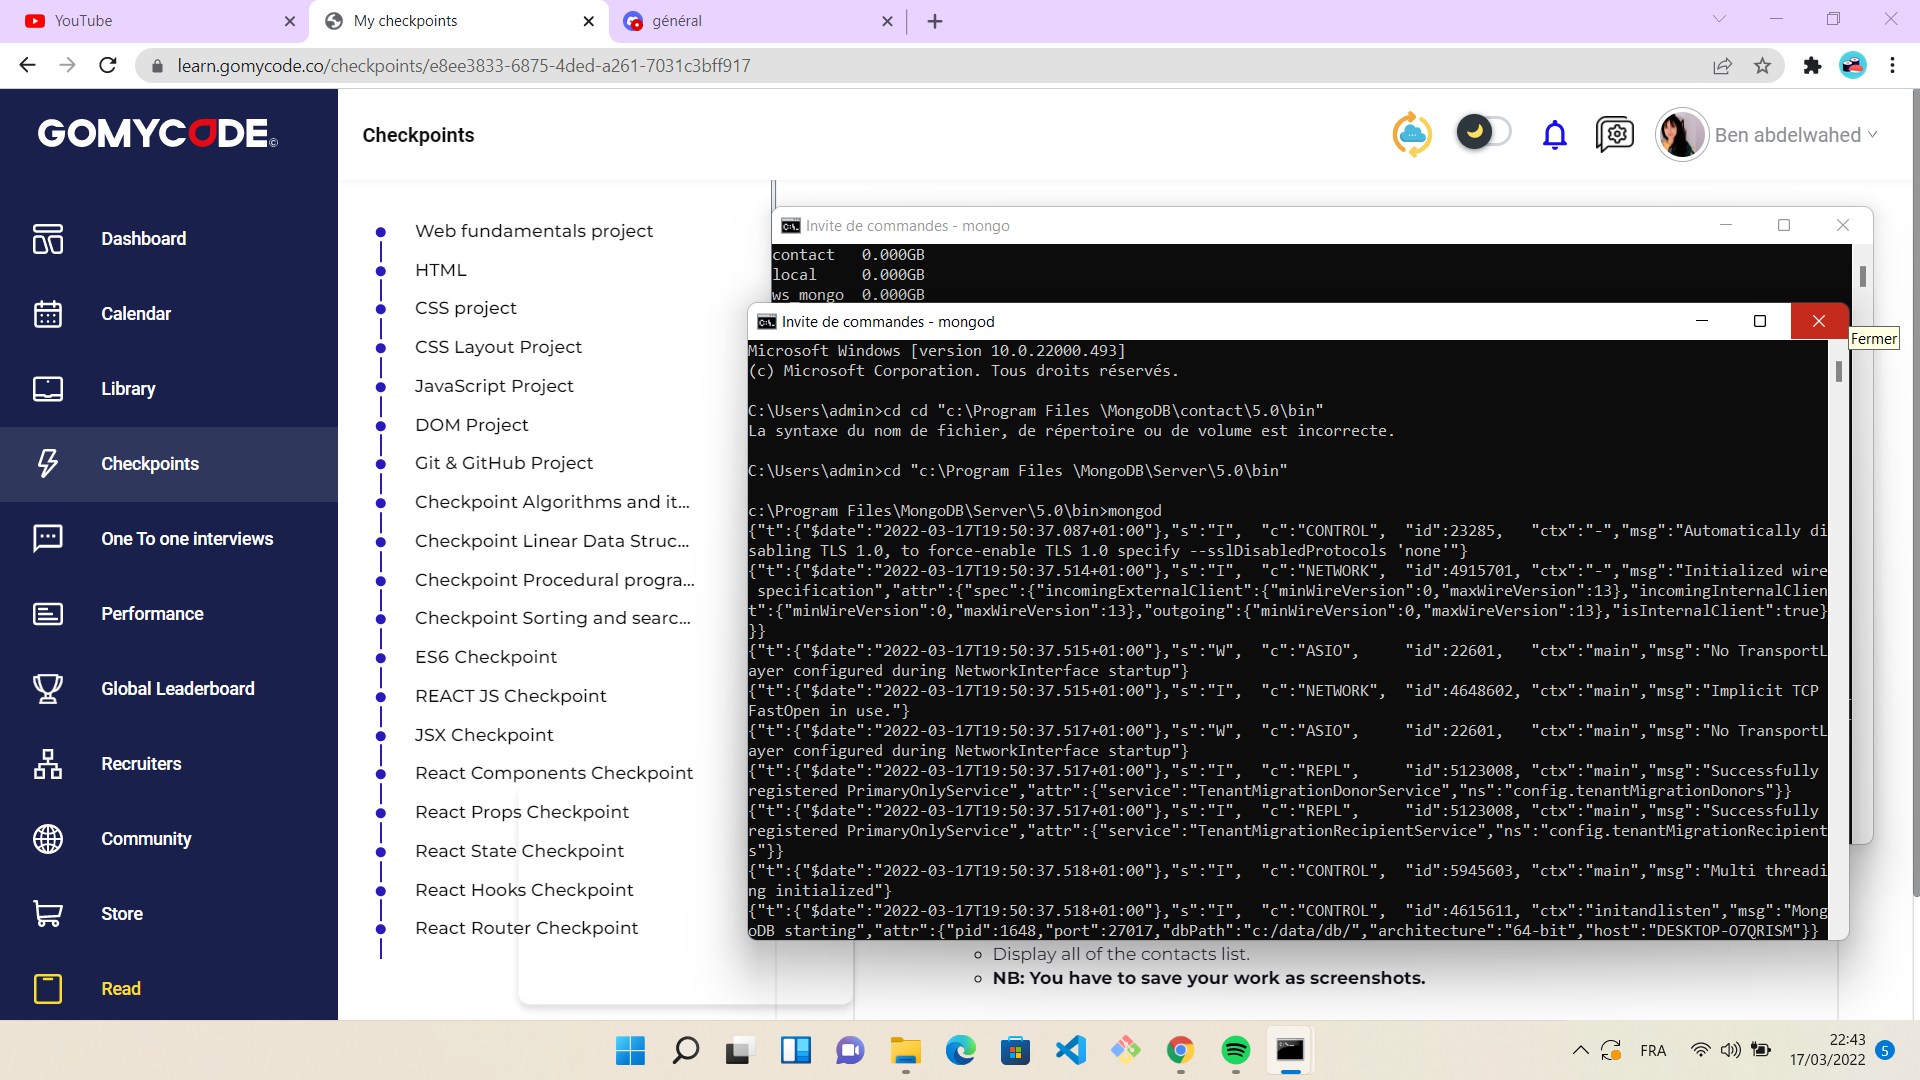 YouTube
My checkpoints
général
learn.gomycode.co/checkpoints/e8ee3833-6875-4ded-a261-7031c3bff917
GOMYCODE©
Checkpoints
Ben abdelwahed
Dashboard
Calendar
Library
Checkpoints
One To one interviews
Performance
Global Leaderboard
Recruiters
Community
Store
Read
Web fundamentals project
HTML
CSS project
CSS Layout Project
JavaScript Project
DOM Project
Git & GitHub Project
Checkpoint Algorithms and it...
Checkpoint Linear Data Struc...
Checkpoint Procedural progra...
Checkpoint Sorting and searc...
ES6 Checkpoint
REACT JS Checkpoint
JSX Checkpoint
React Components Checkpoint
React Props Checkpoint
React State Checkpoint
React Hooks Checkpoint
React Router Checkpoint
Invite de commandes - mongo
contact   0.000GB
local     0.000GB
ws_mongo  0.000GB
Invite de commandes - mongod
Fermer
Microsoft Windows [version 10.0.22000.493]
(c) Microsoft Corporation. Tous droits réservés.
C:\Users\admin>cd cd "c:\Program Files \MongoDB\contact\5.0\bin"
La syntaxe du nom de fichier, de répertoire ou de volume est incorrecte.
C:\Users\admin>cd "c:\Program Files \MongoDB\Server\5.0\bin"
c:\Program Files\MongoDB\Server\5.0\bin>mongod
{"t":{"$date":"2022-03-17T19:50:37.087+01:00"},"s":"I",  "c":"CONTROL",  "id":23285,   "ctx":"-","msg":"Automatically di
sabling TLS 1.0, to force-enable TLS 1.0 specify --sslDisabledProtocols 'none'"}
{"t":{"$date":"2022-03-17T19:50:37.514+01:00"},"s":"I",  "c":"NETWORK",  "id":4915701, "ctx":"-","msg":"Initialized wire
 specification","attr":{"spec":{"incomingExternalClient":{"minWireVersion":0,"maxWireVersion":13},"incomingInternalClien
t":{"minWireVersion":0,"maxWireVersion":13},"outgoing":{"minWireVersion":0,"maxWireVersion":13},"isInternalClient":true}
}}
{"t":{"$date":"2022-03-17T19:50:37.515+01:00"},"s":"W",  "c":"ASIO",     "id":22601,   "ctx":"main","msg":"No TransportL
ayer configured during NetworkInterface startup"}
{"t":{"$date":"2022-03-17T19:50:37.515+01:00"},"s":"I",  "c":"NETWORK",  "id":4648602, "ctx":"main","msg":"Implicit TCP
FastOpen in use."}
{"t":{"$date":"2022-03-17T19:50:37.517+01:00"},"s":"W",  "c":"ASIO",     "id":22601,   "ctx":"main","msg":"No TransportL
ayer configured during NetworkInterface startup"}
{"t":{"$date":"2022-03-17T19:50:37.517+01:00"},"s":"I",  "c":"REPL",     "id":5123008, "ctx":"main","msg":"Successfully
registered PrimaryOnlyService","attr":{"service":"TenantMigrationDonorService","ns":"config.tenantMigrationDonors"}}
{"t":{"$date":"2022-03-17T19:50:37.517+01:00"},"s":"I",  "c":"REPL",     "id":5123008, "ctx":"main","msg":"Successfully
registered PrimaryOnlyService","attr":{"service":"TenantMigrationRecipientService","ns":"config.tenantMigrationRecipient
s"}}
{"t":{"$date":"2022-03-17T19:50:37.518+01:00"},"s":"I",  "c":"CONTROL",  "id":5945603, "ctx":"main","msg":"Multi threadi
ng initialized"}
{"t":{"$date":"2022-03-17T19:50:37.518+01:00"},"s":"I",  "c":"CONTROL",  "id":4615611, "ctx":"initandlisten","msg":"Mong
oDB starting","attr":{"pid":1648,"port":27017,"dbPath":"c:/data/db/","architecture":"64-bit","host":"DESKTOP-O7QRISM"}}
Display all of the contacts list.
NB: You have to save your work as screenshots.
FRA
22:43
17/03/2022
5